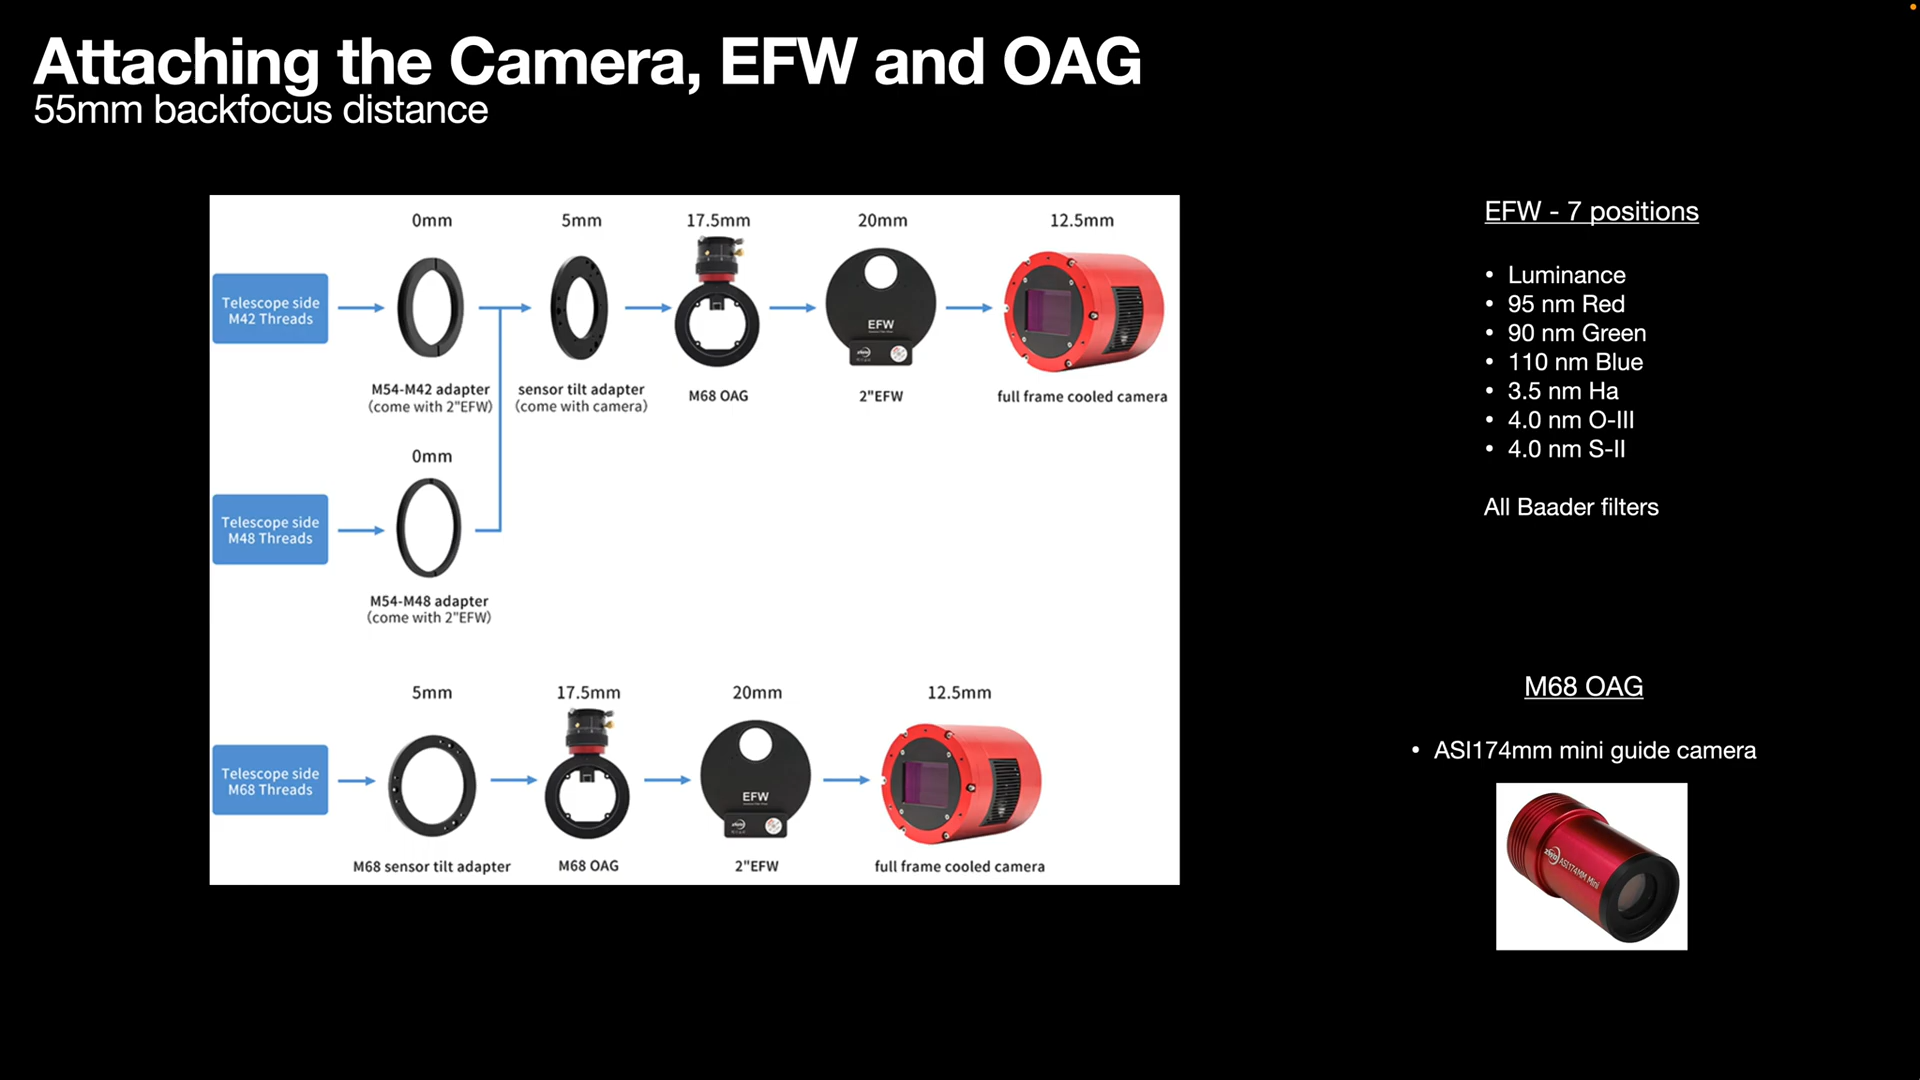 Attaching the Camera, EFW and OAG
55mm backfocus distance
0mm
5mm
17.5mm
20mm
12.5mm
Telescope side
M42 Threads
EFW
M54-M42 adapter
(come with 2"EFW)
sensor tilt adapter
(come with camera)
M68 OAG
2"EFW
full frame cooled camera
0mm
Telescope side
M48 Threads
M54-M48 adapter
(come with 2"EFW)
5mm
17.5mm
20mm
12.5mm
Telescope side
M68 Threads
EFW
M68 sensor tilt adapter
M68 OAG
2"EFW
full frame cooled camera
EFW - 7 positions
• Luminance
• 95 nm Red
• 90 nm Green
• 110 nm Blue
• 3.5 nm Ha
• 4.0 nm O-III
• 4.0 nm S-II
All Baader filters
M68 OAG
• ASI174mm mini guide camera
ZWO ASI174MM Mini